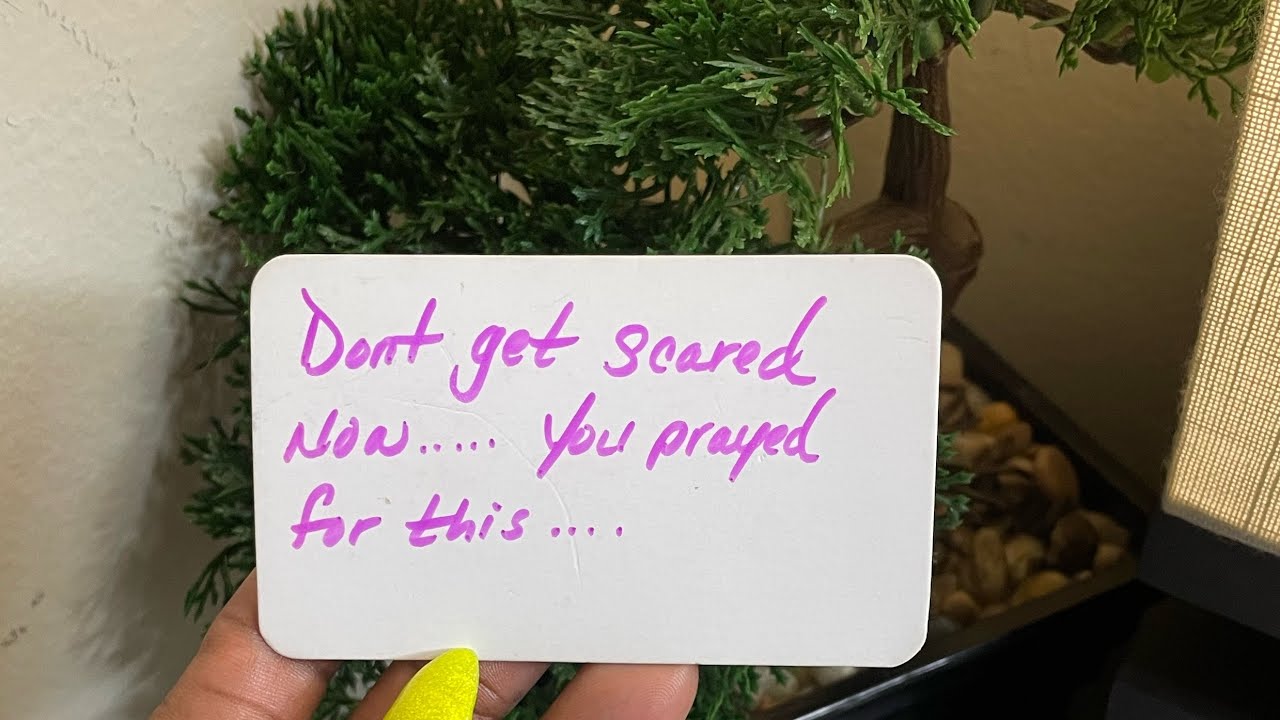 Dont get scared
Now..... You prayed
for this ....